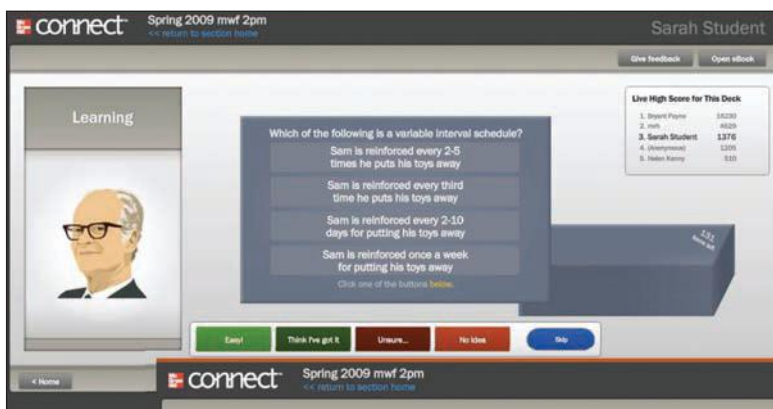 connect
Spring 2009 mwf 2pm
<< return to section home
Sarah Student
Give feedback
Open eBook
Learning
Which of the following is a variable interval schedule?
Sam is reinforced every 2-5
times he puts his toys away
Sam is reinforced every third
time he puts his toys away
Sam is reinforced every 2-10
days for putting his toys away
Sam is reinforced once a week
for putting his toys away
Click one of the buttons below.
Live High Score for This Deck
1. Bryant Payne 16230
2. mrh 4629
3. Sarah Student 1376
4. (Anonymous) 1205
5. Helen Kenny 510
131
Easy!
Think I've got it
Unsure...
No Idea
Skip
< Home
connect
Spring 2009 mwf 2pm
<< return to section home